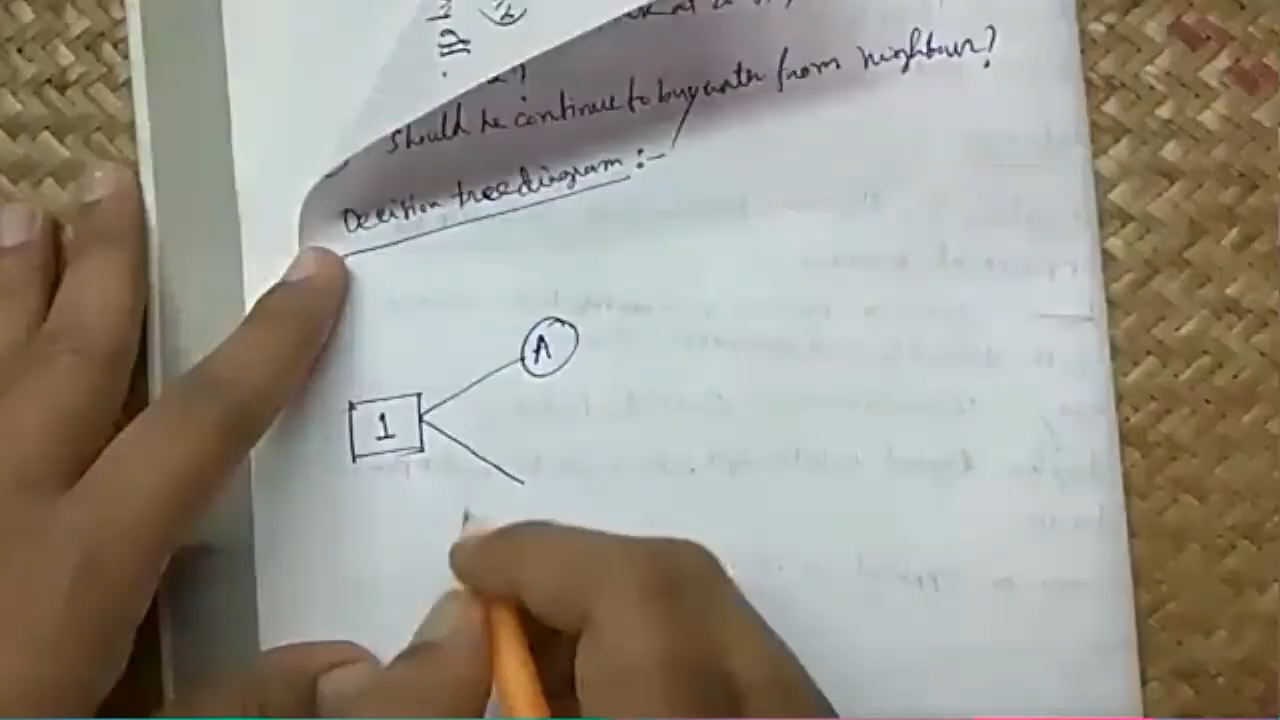 should he continue to buy water from neighbour?
Decision tree diagram :-
A
1